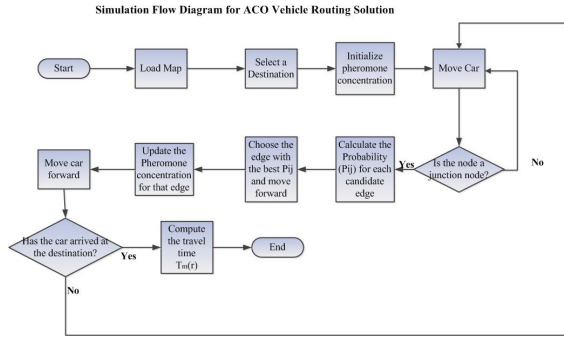 Simulation Flow Diagram for ACO Vehicle Routing Solution
Start
Load Map
Select a
Destination
Initialize
pheromone
concentration
Move Car
Is the node a
junction node?
No
Yes
Calculate the
Probability
(Pij) for each
candidate
edge
Choose the
edge with
the best Pij
and move
forward
Update the
Pheromone
concentration
for that edge
Move car
forward
Has the car arrived at
the destination?
Yes
No
Compute
the travel
time
Tm(r)
End